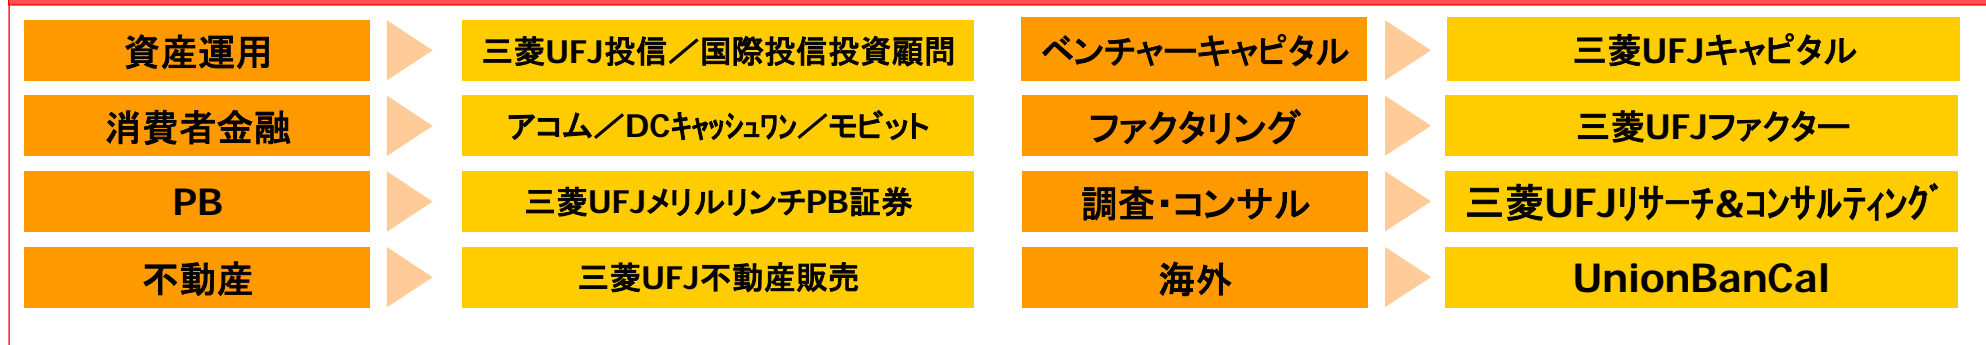 資産運用
三菱UFJ投信／国際投信投資顧問
消費者金融
アコム／DCｷｬｯｼｭﾜﾝ／モビット
PB
三菱UFJメリルリンチPB証券
不動産
三菱UFJ不動産販売
ベンチャーキャピタル
三菱UFJキャピタル
ファクタリング
三菱UFJファクター
調査・コンサル
三菱UFJﾘｻｰﾁ&ｺﾝｻﾙﾃｨﾝｸﾞ
海外
UnionBanCal